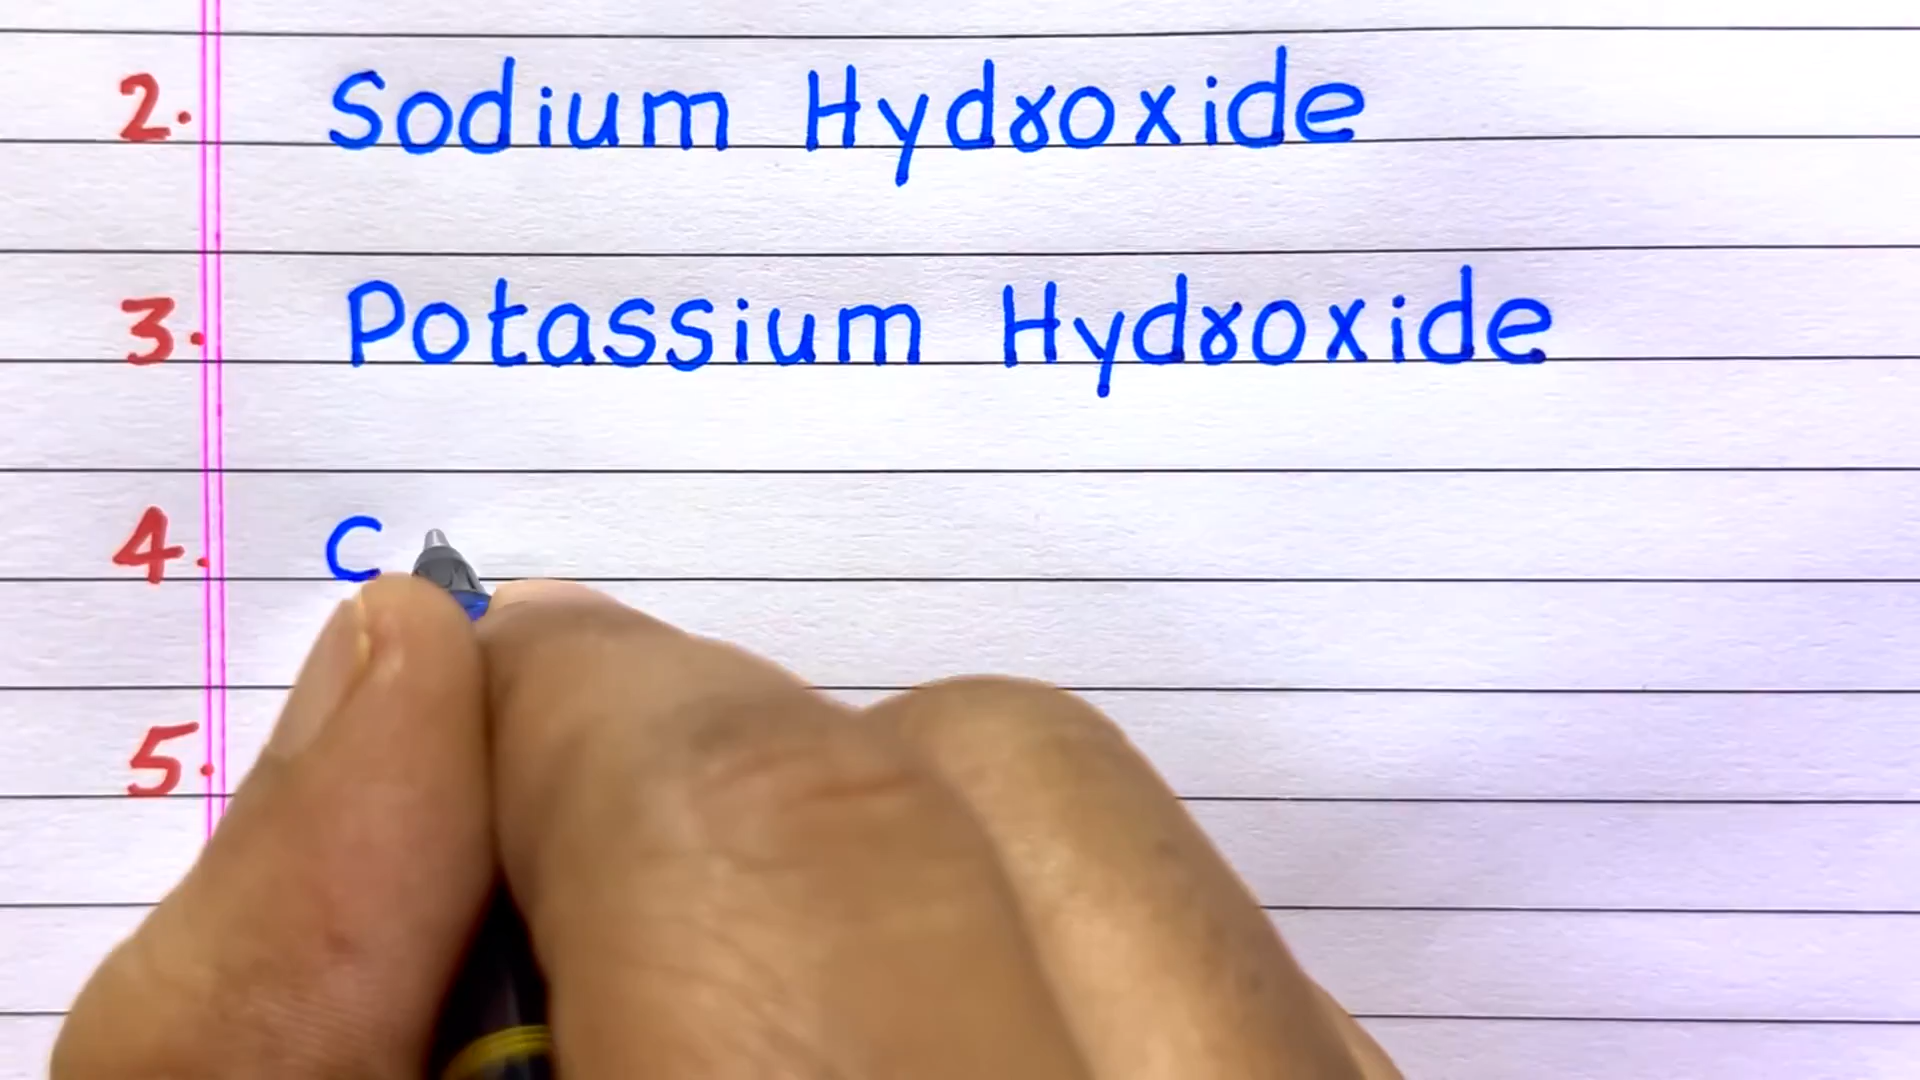 2. Sodium Hydroxide
3. Potassium Hydroxide
4. C
5.